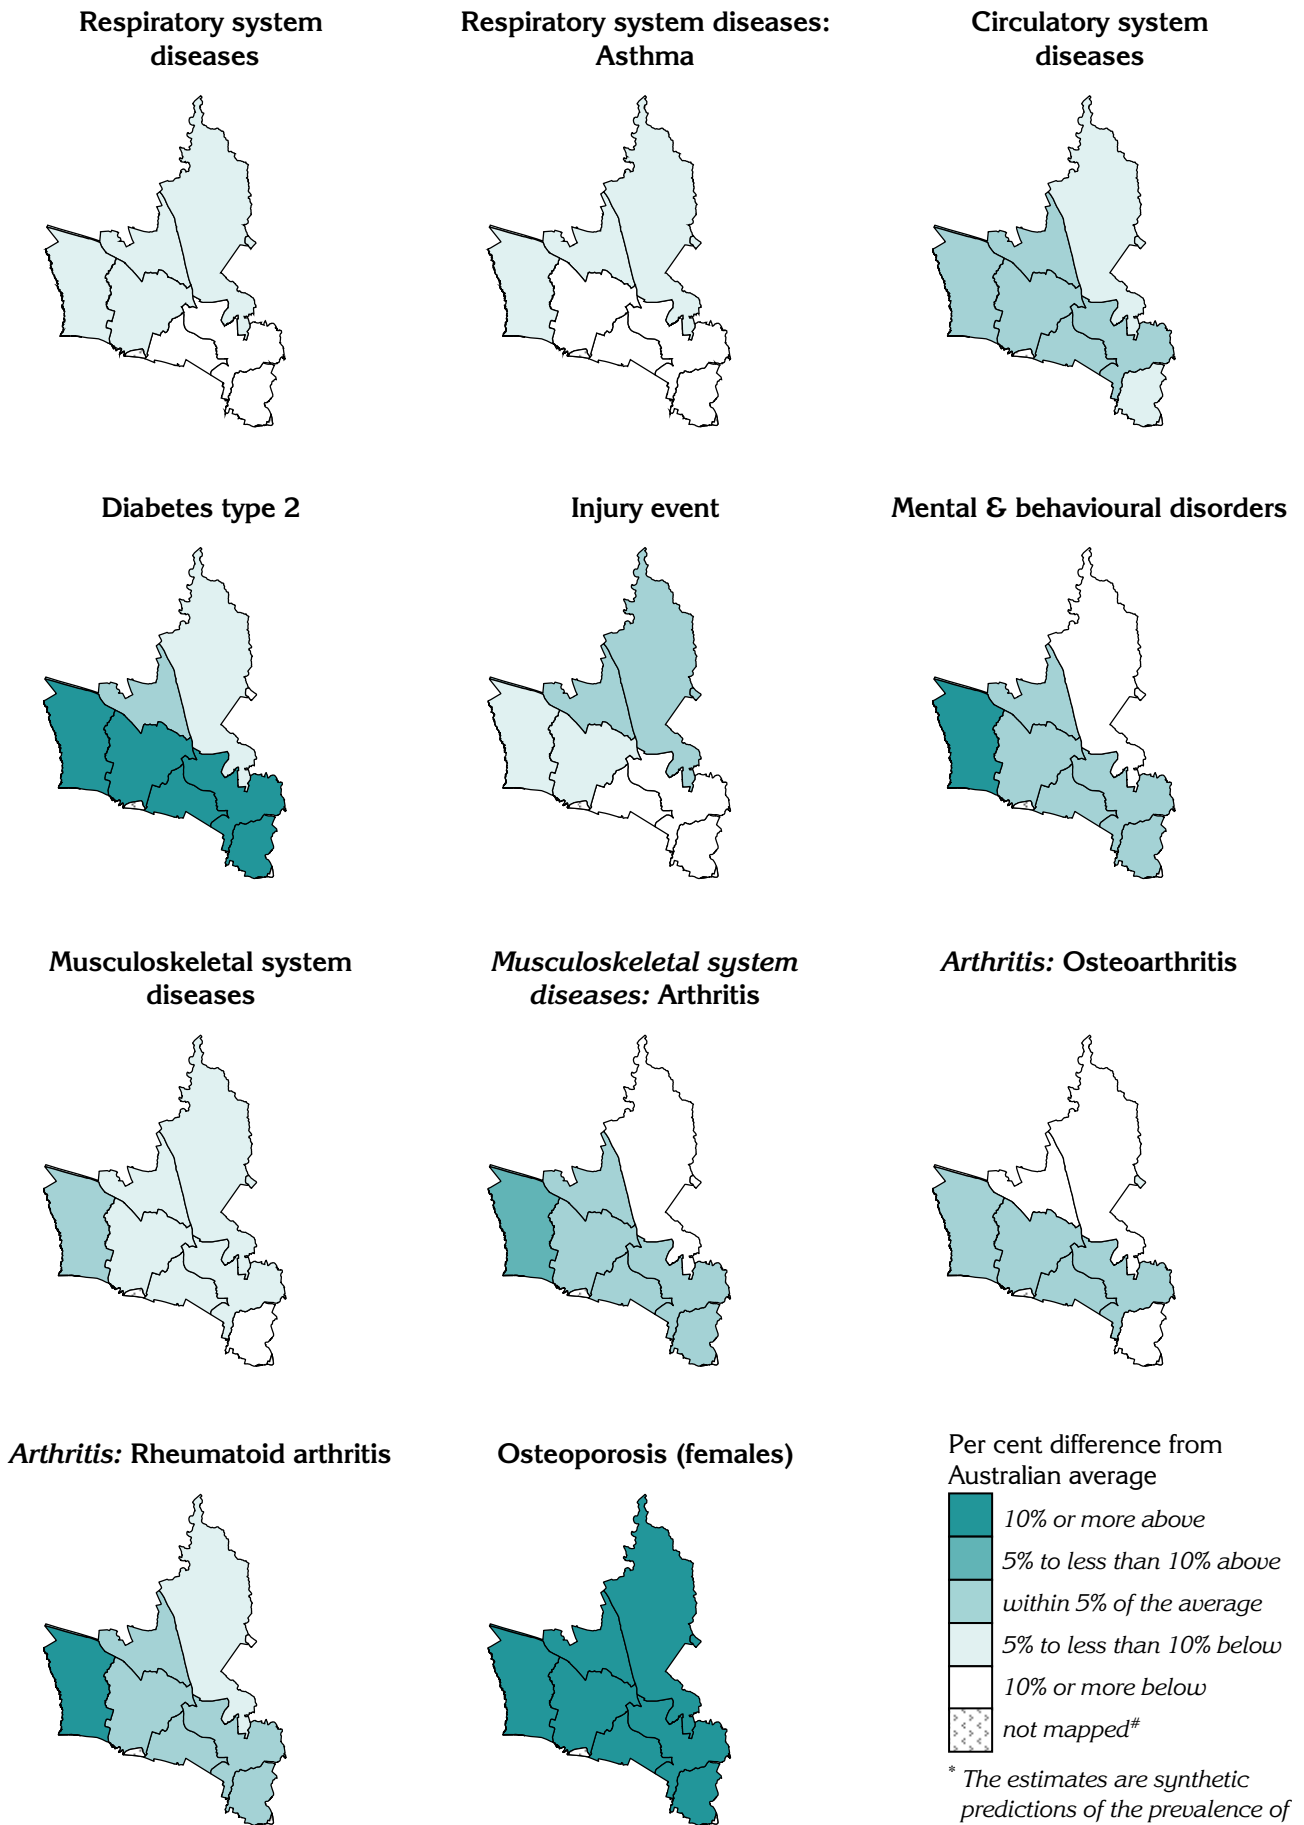 Respiratory system
diseases
Respiratory system diseases:
Asthma
Circulatory system
diseases
Diabetes type 2
Injury event
Mental & behavioural disorders
Musculoskeletal system
diseases
Musculoskeletal system
diseases: Arthritis
Arthritis: Osteoarthritis
Arthritis: Rheumatoid arthritis
Osteoporosis (females)
Per cent difference from
Australian average
10% or more above
5% to less than 10% above
within 5% of the average
5% to less than 10% below
10% or more below
not mapped#
* The estimates are synthetic
predictions of the prevalence of